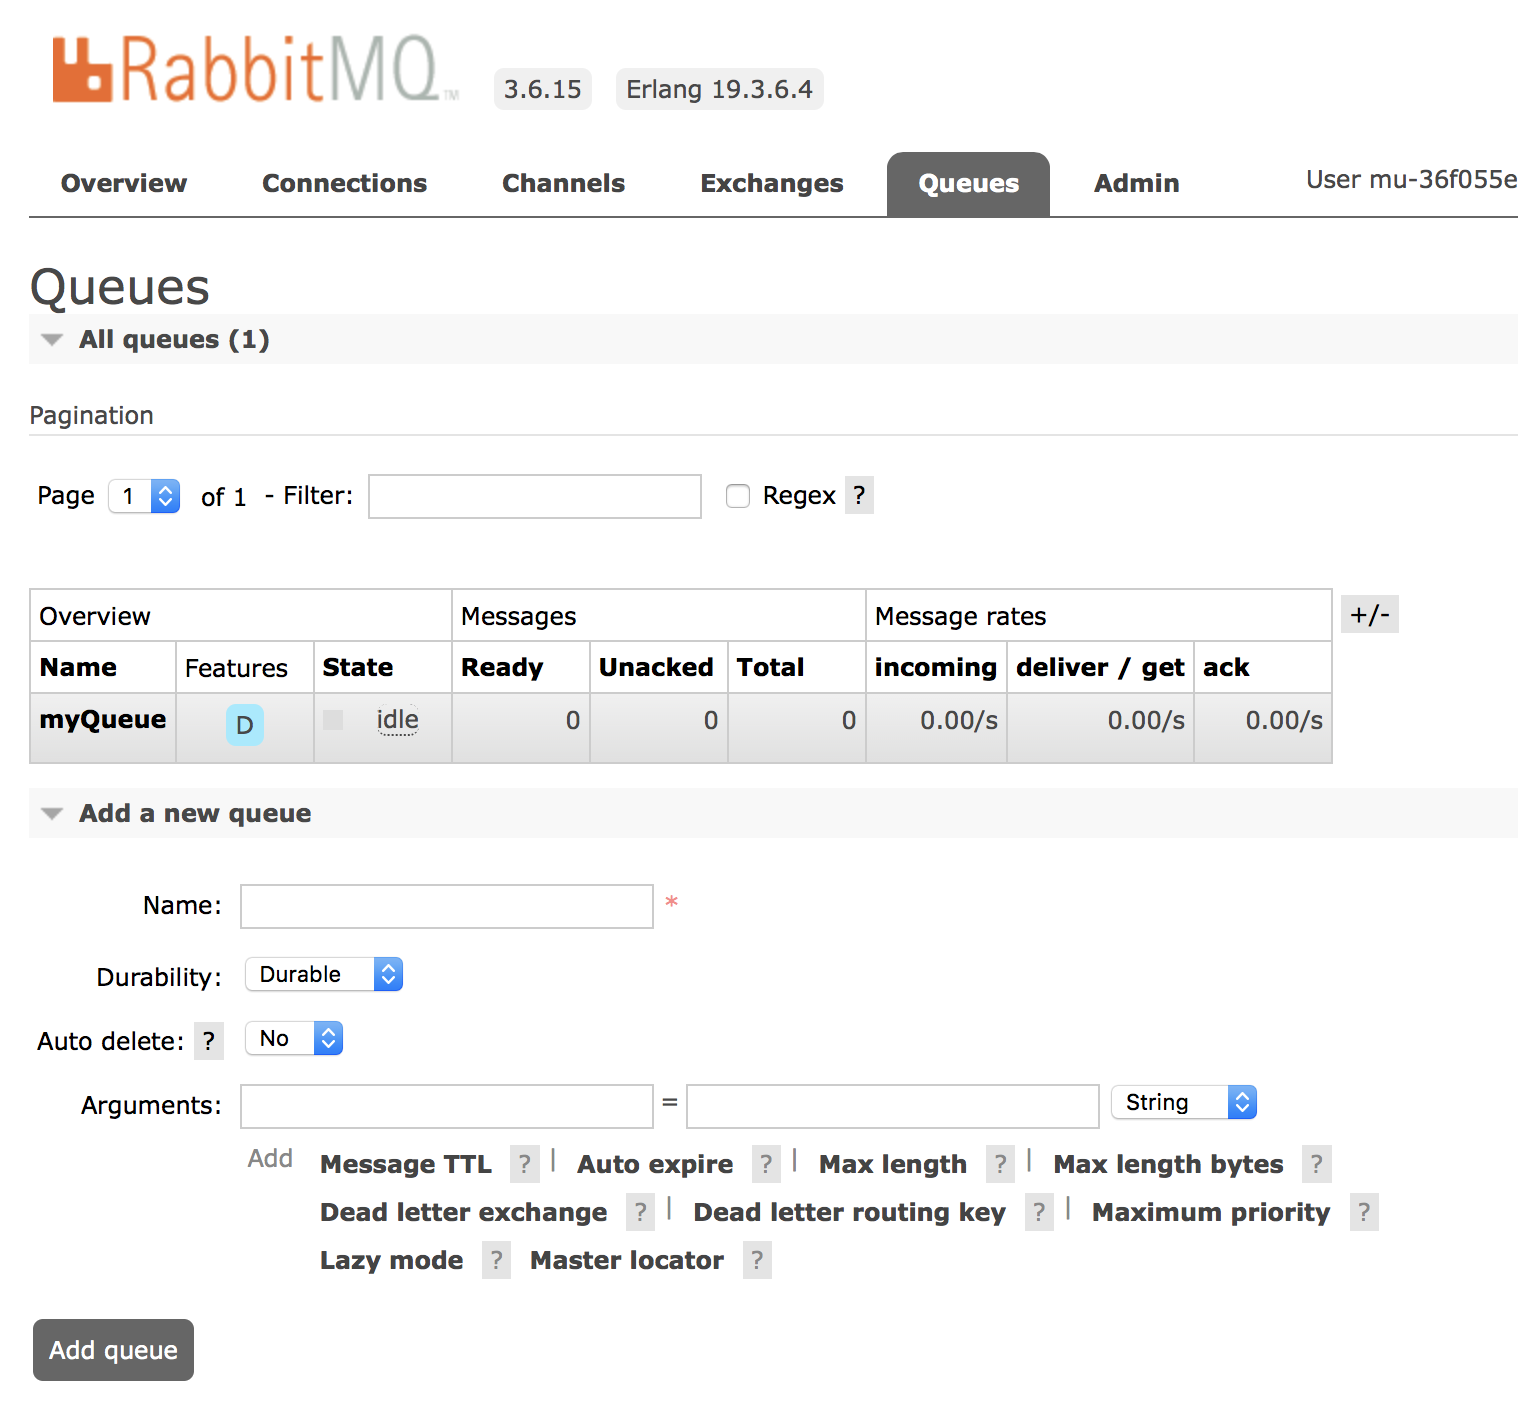 RabbitMQ TM 3.6.15 Erlang 19.3.6.4
Overview Connections Channels Exchanges Queues Admin User mu-36f055e
Queues
All queues (1)
Pagination
Page 1 of 1 - Filter: Regex ?
Overview Messages Message rates +/-
Name Features State Ready Unacked Total incoming deliver / get ack
myQueue D idle 0 0 0 0.00/s 0.00/s 0.00/s
Add a new queue
Name: *
Durability: Durable
Auto delete: ? No
Arguments: = String
Add Message TTL ? | Auto expire ? | Max length ? | Max length bytes ?
Dead letter exchange ? | Dead letter routing key ? | Maximum priority ?
Lazy mode ? Master locator ?
Add queue